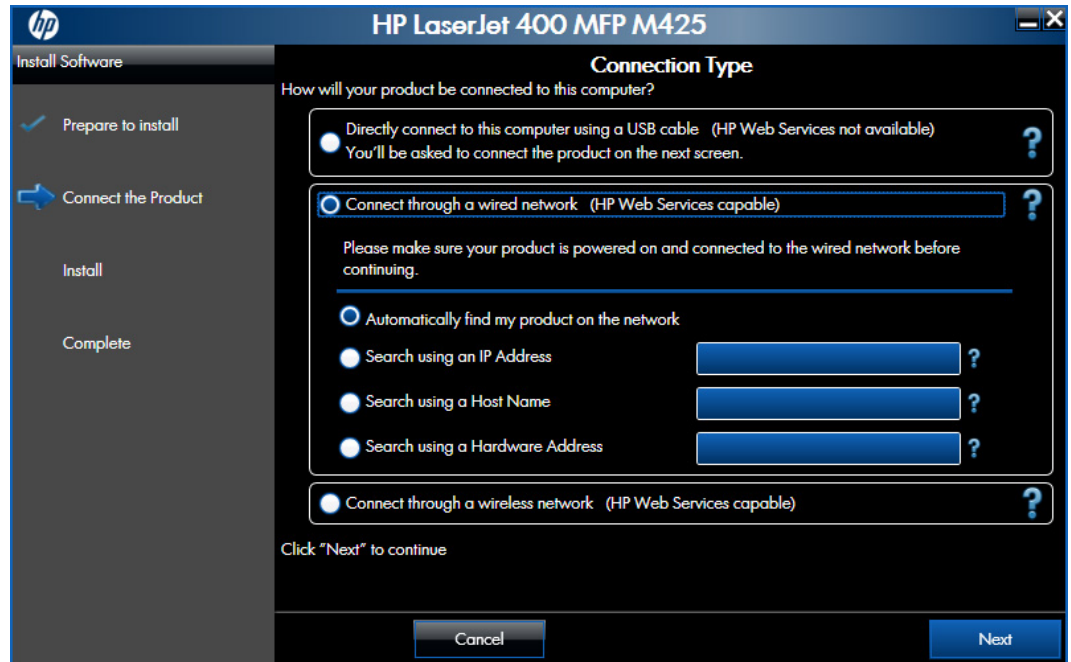 hp
HP LaserJet 400 MFP M425
Install Software
Prepare to install
Connect the Product
Install
Complete
Connection Type
How will your product be connected to this computer?
Directly connect to this computer using a USB cable (HP Web Services not available)
You'll be asked to connect the product on the next screen.
?
Connect through a wired network (HP Web Services capable)
?
Please make sure your product is powered on and connected to the wired network before
continuing.
Automatically find my product on the network
Search using an IP Address
?
Search using a Host Name
?
Search using a Hardware Address
?
Connect through a wireless network (HP Web Services capable)
?
Click "Next" to continue
Cancel
Next